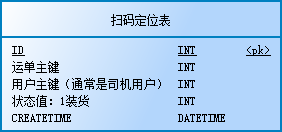 扫码定位表
ID INT <pk>
运单主键 INT
用户主键（通常是司机用户） INT
状态值：1装货 INT
CREATETIME DATETIME